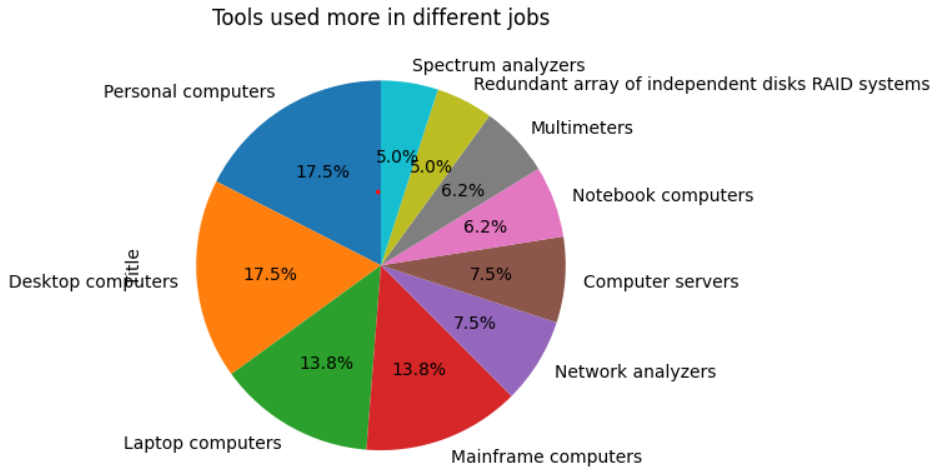 Tools used more in different jobs
Spectrum analyzers
Redundant array of independent disks RAID systems
Personal computers
Multimeters
5.0%
5.0%
17.5%
6.2%
Notebook computers
6.2%
Title
Desktop computers
17.5%
7.5%
Computer servers
7.5%
13.8%
13.8%
Network analyzers
Laptop computers
Mainframe computers